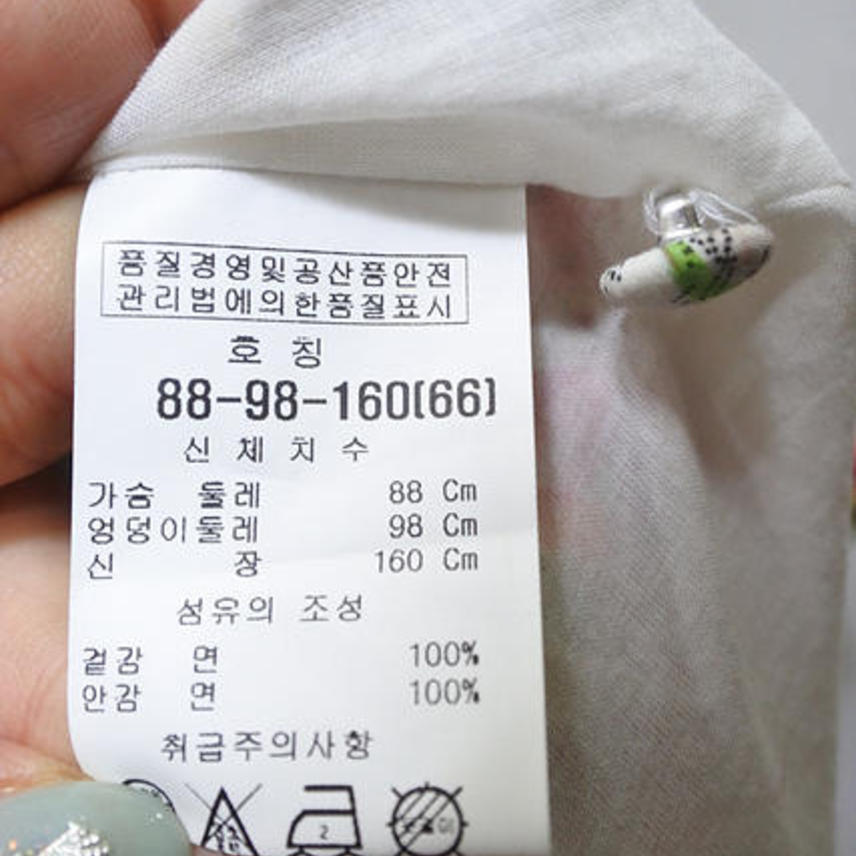 품질경영및공산품안전
관리법에의한품질표시
호 칭
88-98-160(66)
신 체 치 수
가슴 둘레 88 Cm
엉덩이둘레 98 Cm
신 장 160 Cm
섬유의 조성
겉감 면 100%
안감 면 100%
취급주의사항
2